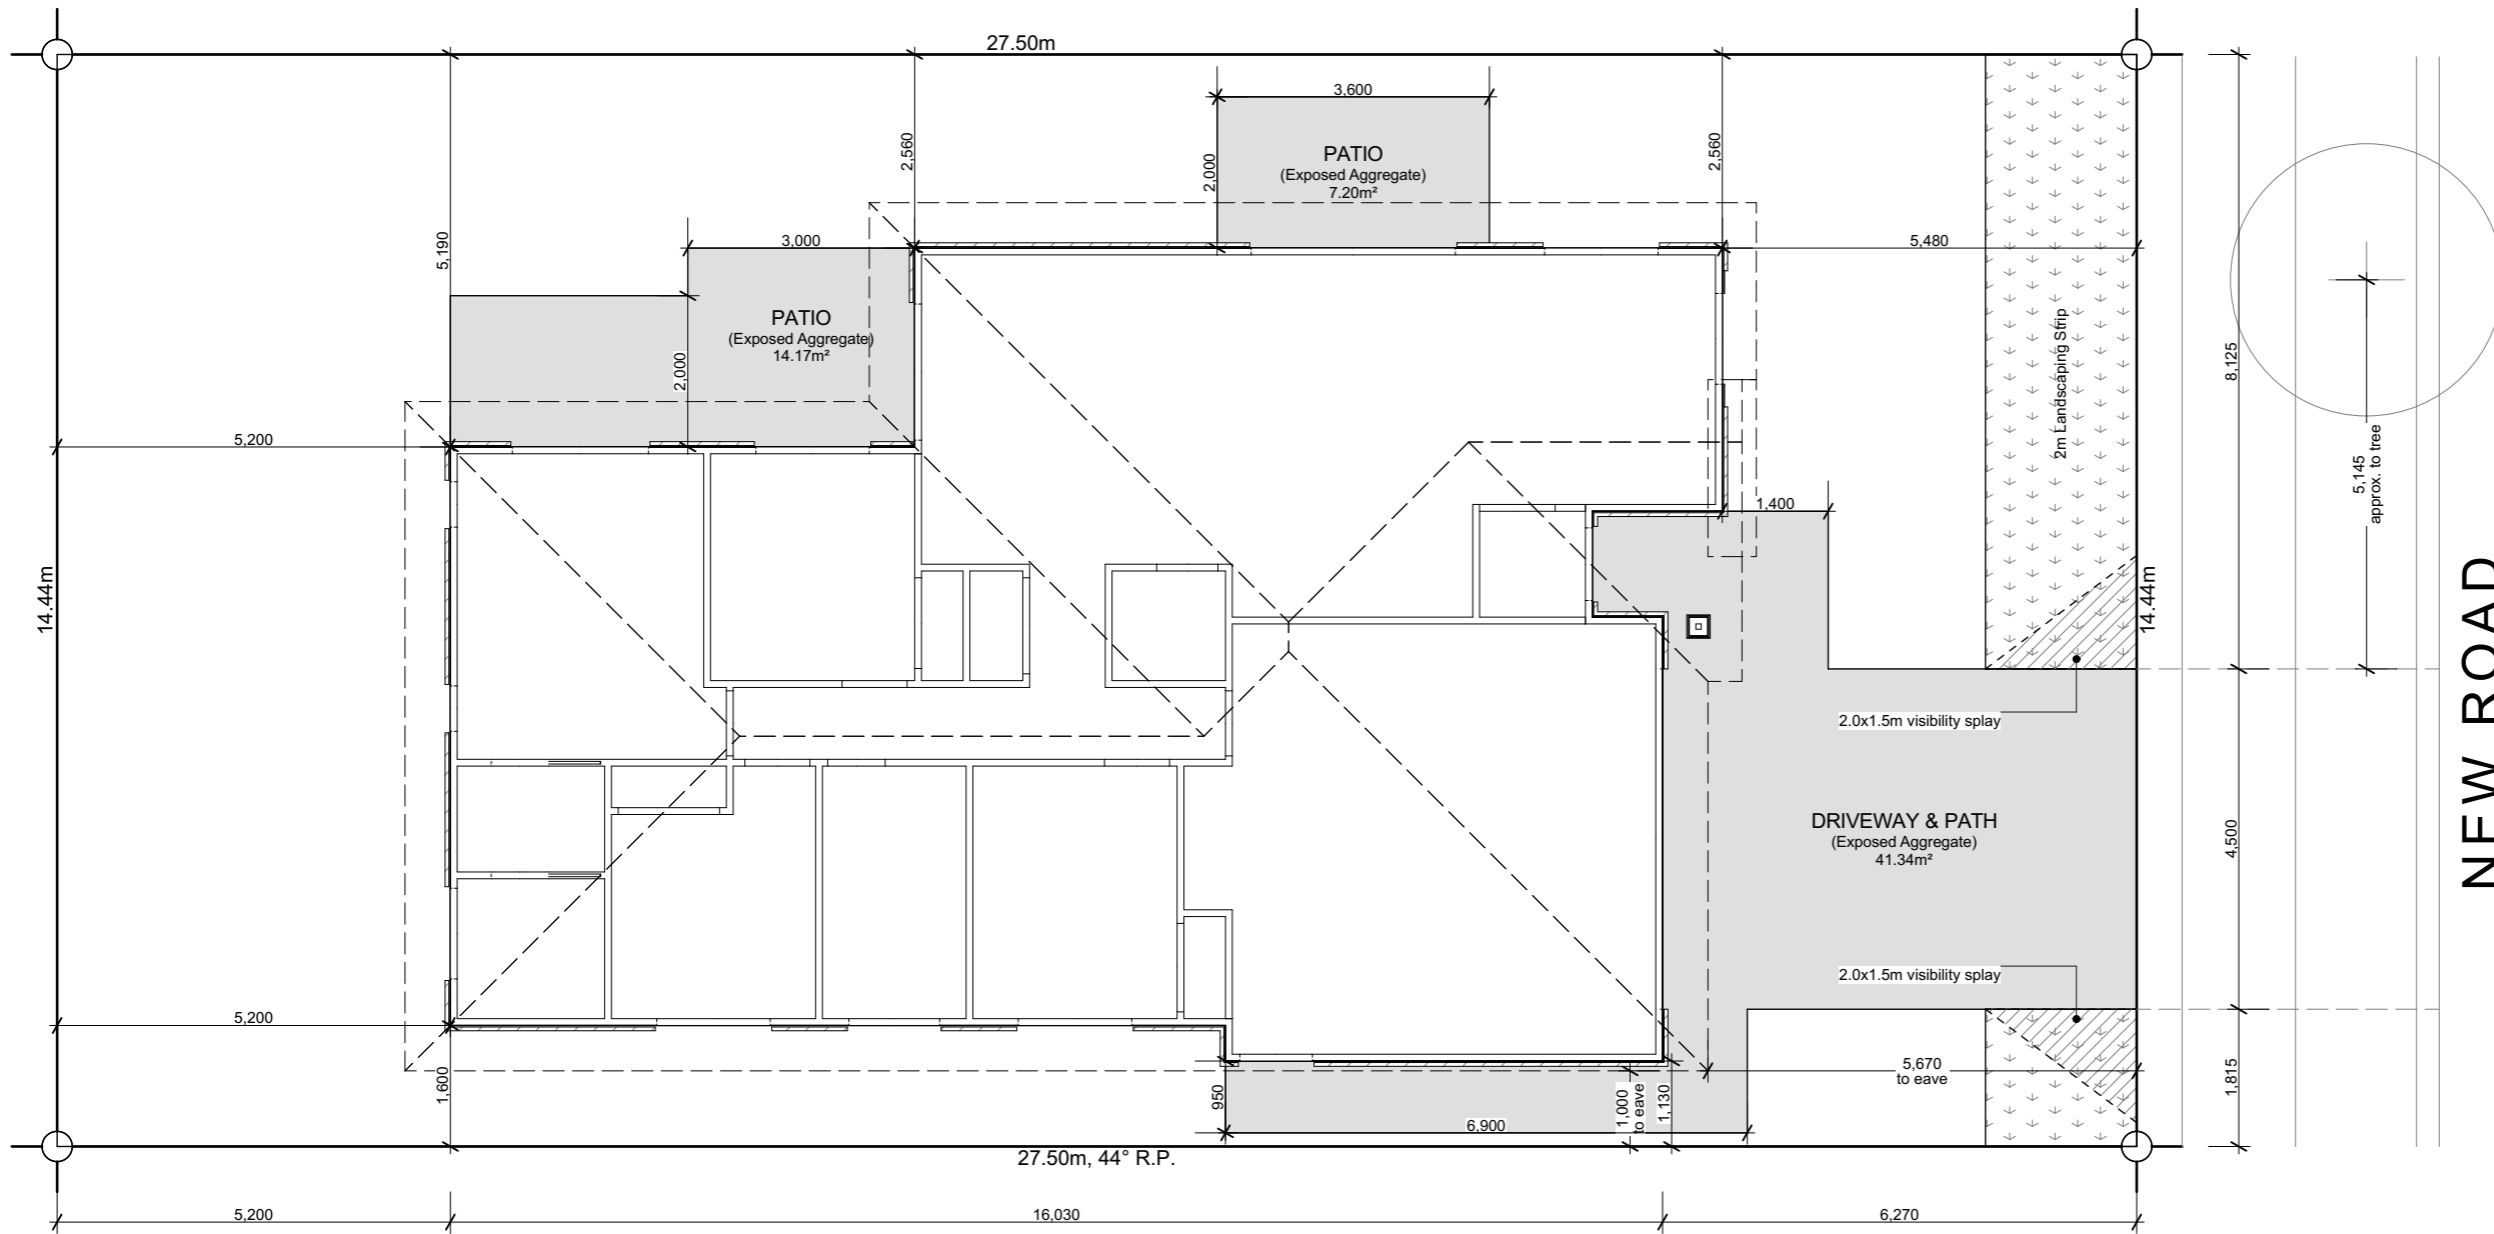 27.50m
3,600
PATIO
(Exposed Aggregate)
7.20m²
2,560
2,000
2,560
5,190
3,000
5,480
PATIO
(Exposed Aggregate)
14.17m²
2,000
2m Landscaping Strip
8,125
5,145
approx. to tree
5,200
1,400
14.44m
14.44m
NEW ROAD
2.0x1.5m visibility splay
DRIVEWAY & PATH
(Exposed Aggregate)
41.34m²
4,500
2.0x1.5m visibility splay
5,200
1,600
950
6,900
1,000
to eave
1,130
5,670
to eave
1,815
27.50m, 44° R.P.
5,200
16,030
6,270